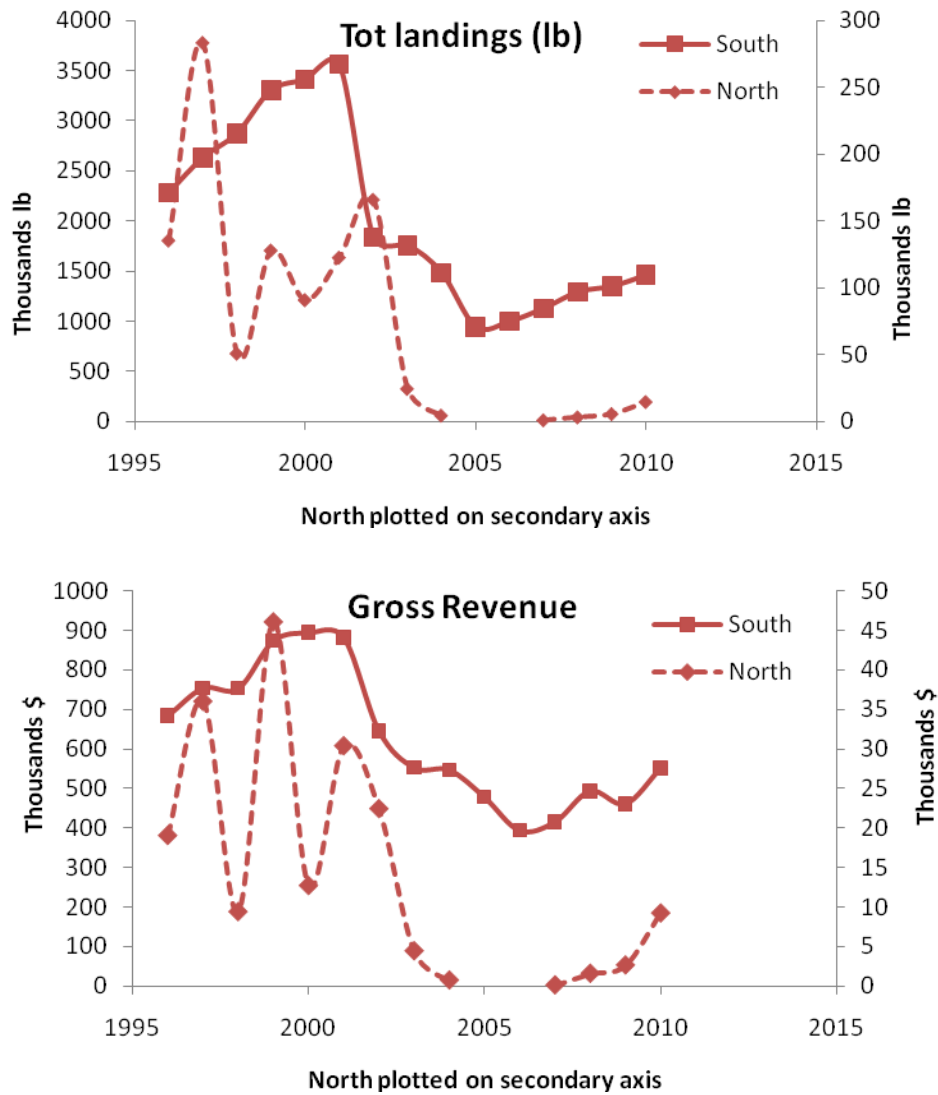 Tot landings (lb)
South
North
4000
3500
3000
2500
2000
1500
1000
500
0
Thousands lb
300
250
200
150
100
50
0
Thousands lb
1995 2000 2005 2010 2015
North plotted on secondary axis
Gross Revenue
South
North
1000
900
800
700
600
500
400
300
200
100
0
Thousands $
50
45
40
35
30
25
20
15
10
5
0
Thousands $
1995 2000 2005 2010 2015
North plotted on secondary axis